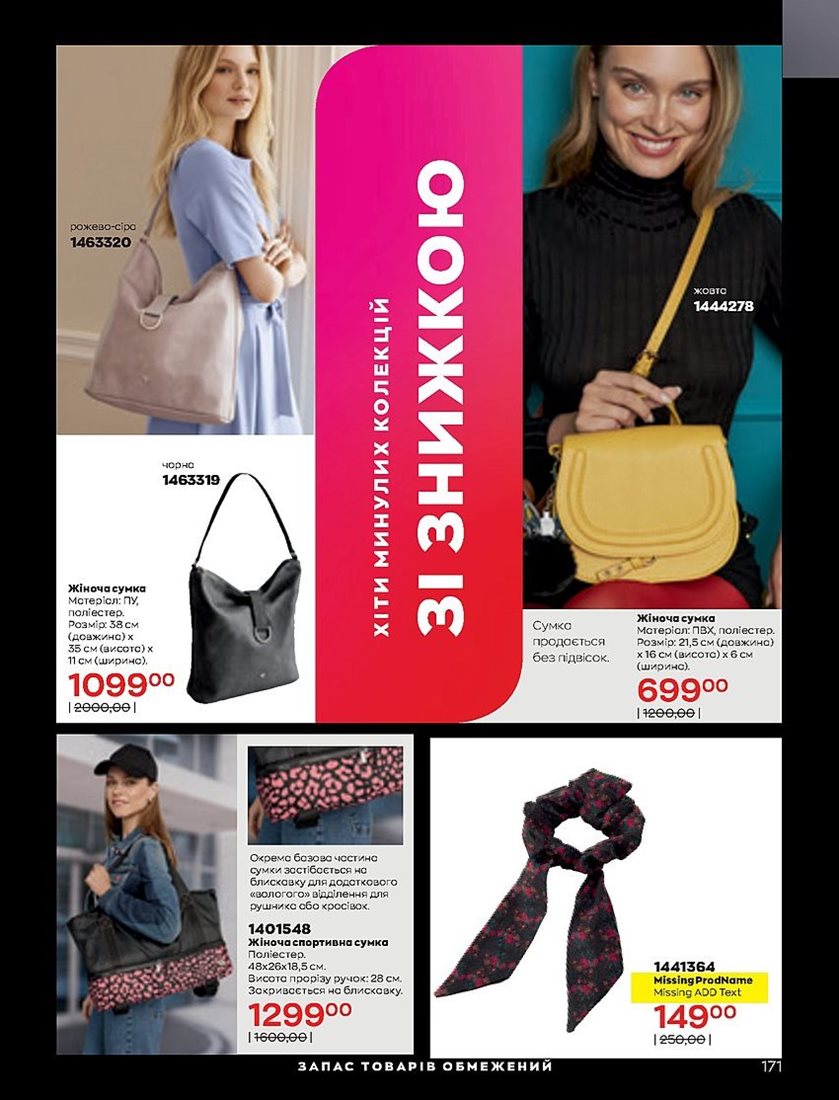 рожево-сіра
1463320
чорна
1463319
Жіноча сумка
Матеріал: ПУ,
поліестер.
Розмір: 38 см
(довжина) х
35 см (висота) х
11 см (ширина).
1099⁰⁰
|2000,00|
ХІТИ МИНУЛИХ КОЛЕКЦІЙ
ЗІ ЗНИЖКОЮ
жовта
1444278
Сумка
продається
без підвісок.
Жіноча сумка
Матеріал: ПВХ, поліестер.
Розмір: 21,5 см (довжина)
х 16 см (висота) х 6 см
(ширина).
699⁰⁰
|1200,00|
Окрема базова частина
сумки застібається на
блискавку для додаткового
«вологого» відділення для
рушника або кросівок.
1401548
Жіноча спортивна сумка
Поліестер.
48х26х18,5 см.
Висота прорізу ручок: 28 см.
Закривається на блискавку.
1299⁰⁰
|1600,00|
1441364
Missing ProdName
Missing ADD Text
149⁰⁰
|250,00|
ЗАПАС ТОВАРІВ ОБМЕЖЕНИЙ
171